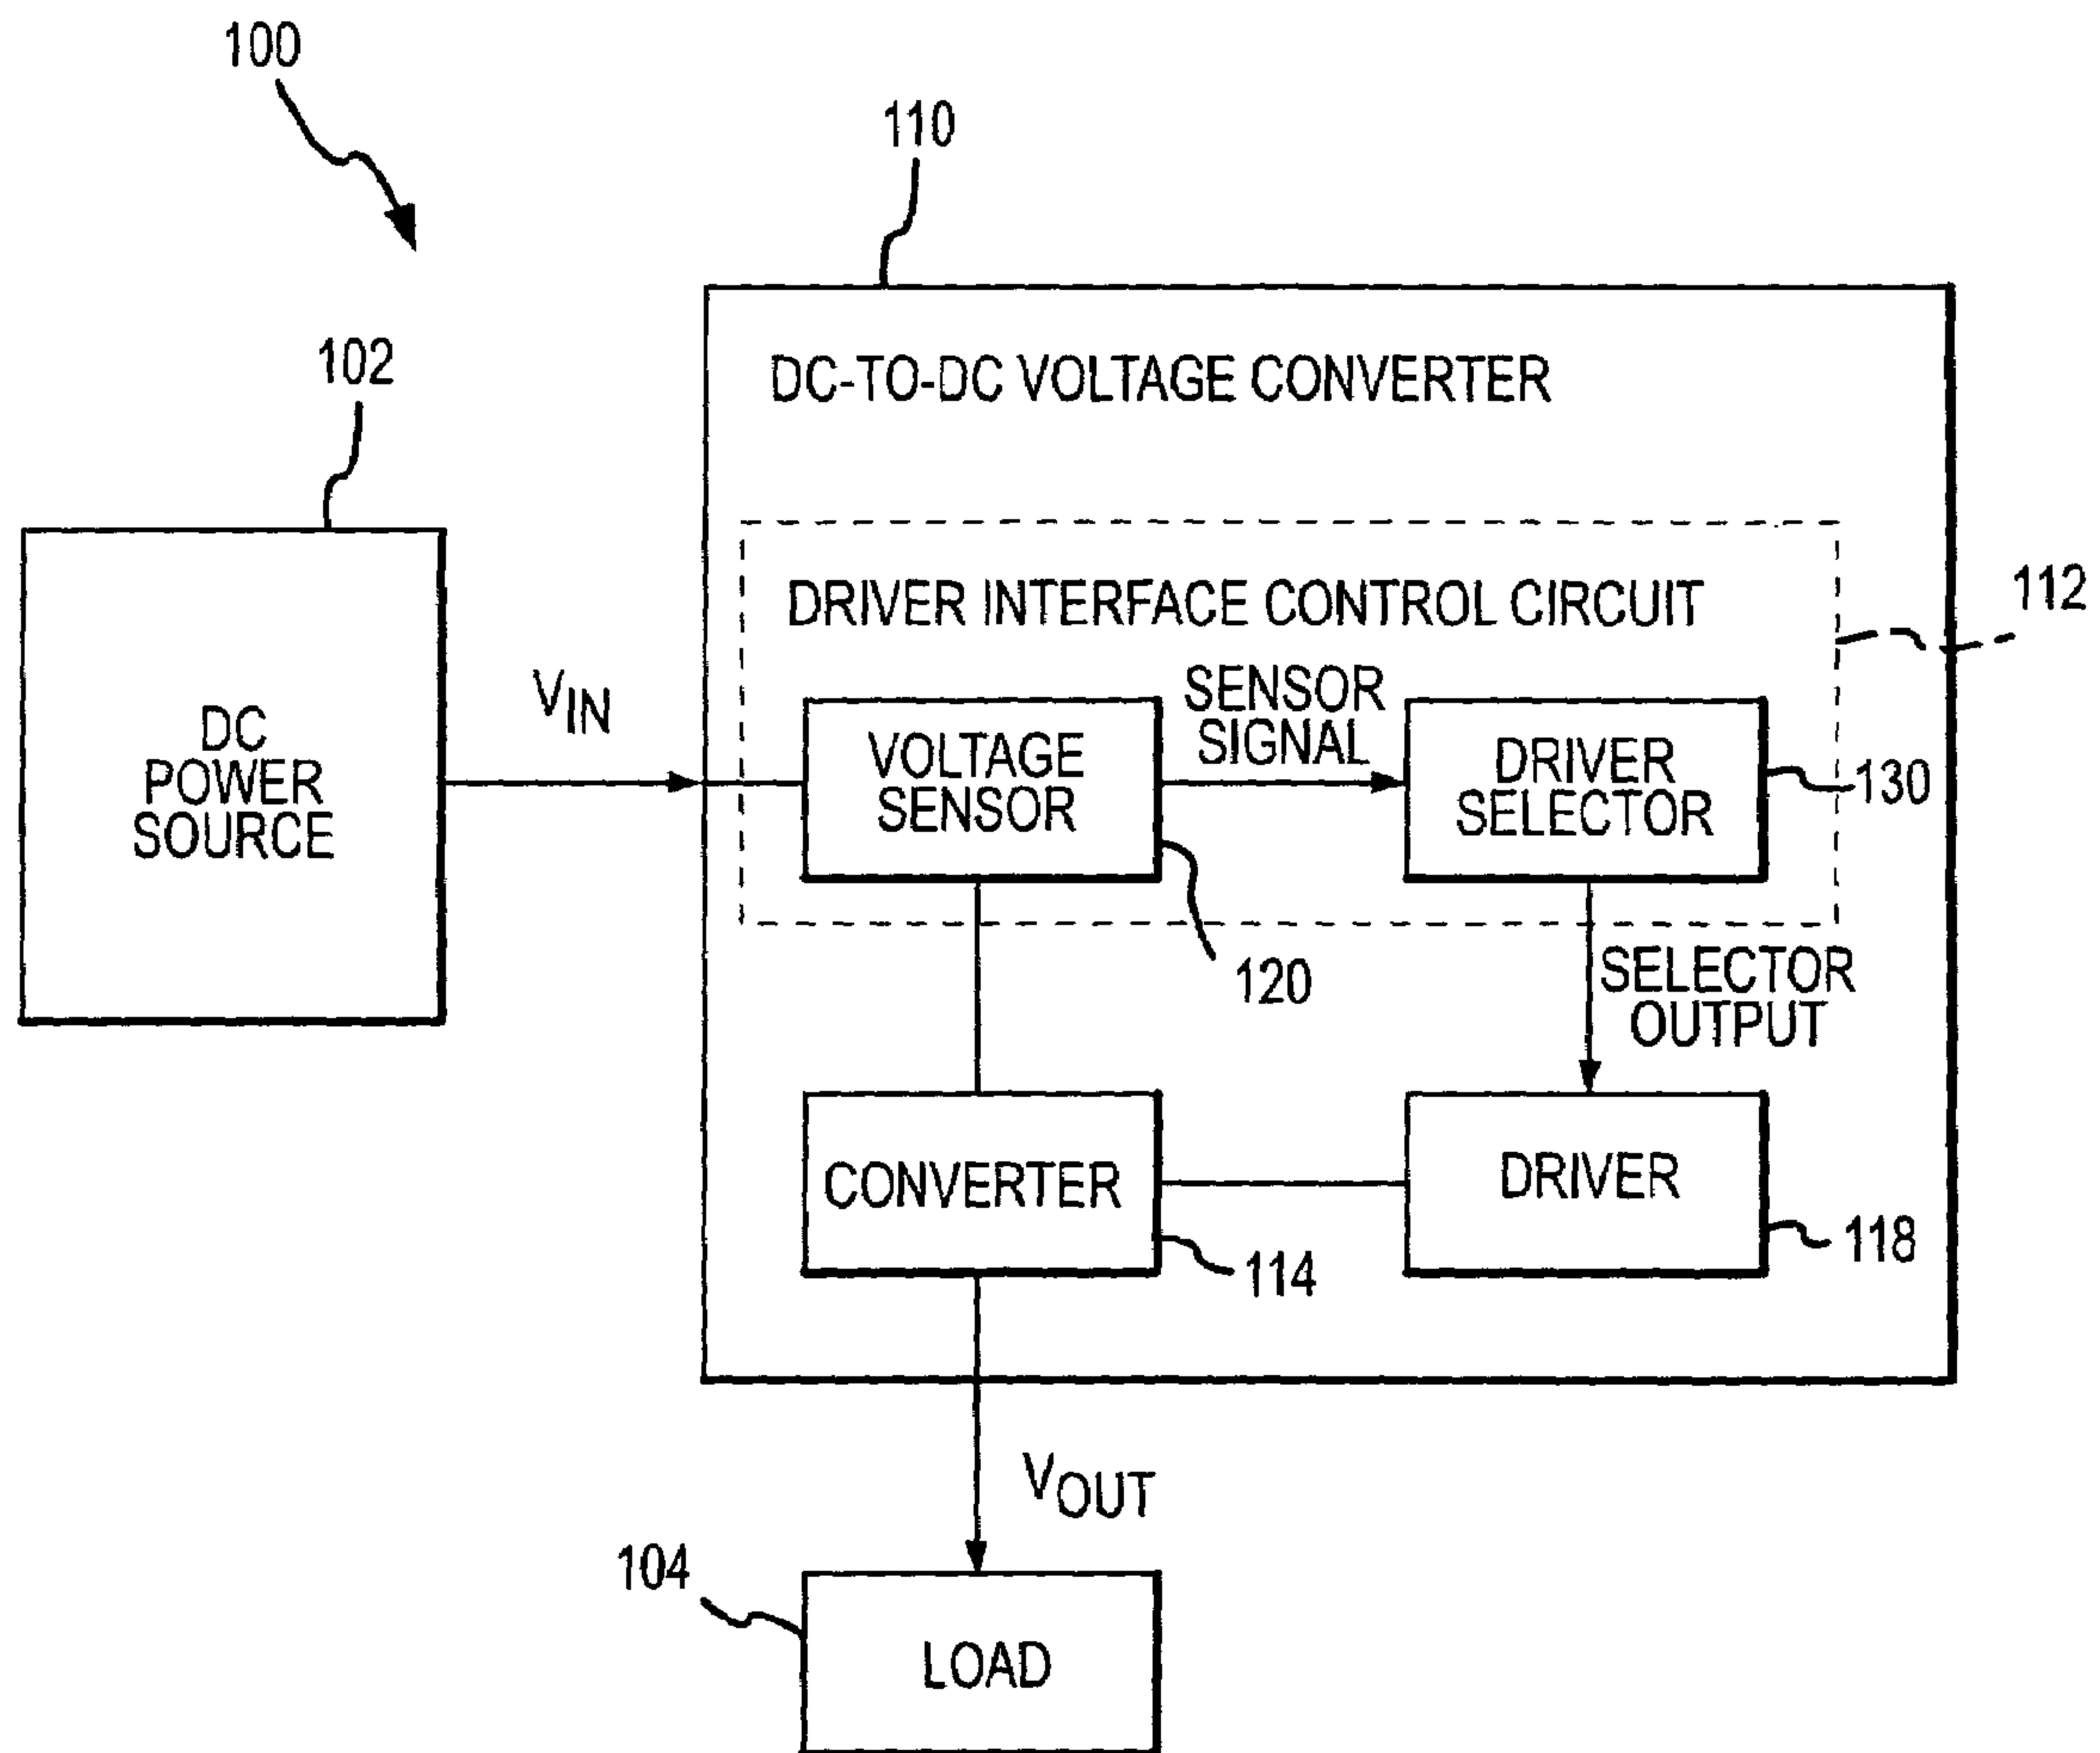 100
110
102
DC-TO-DC VOLTAGE CONVERTER
112
DRIVER INTERFACE CONTROL CIRCUIT
VIN
SENSOR
SIGNAL
DC
POWER
SOURCE
VOLTAGE
SENSOR
DRIVER
SELECTOR
130
120
SELECTOR
OUTPUT
CONVERTER
DRIVER
114
118
VOUT
104
LOAD